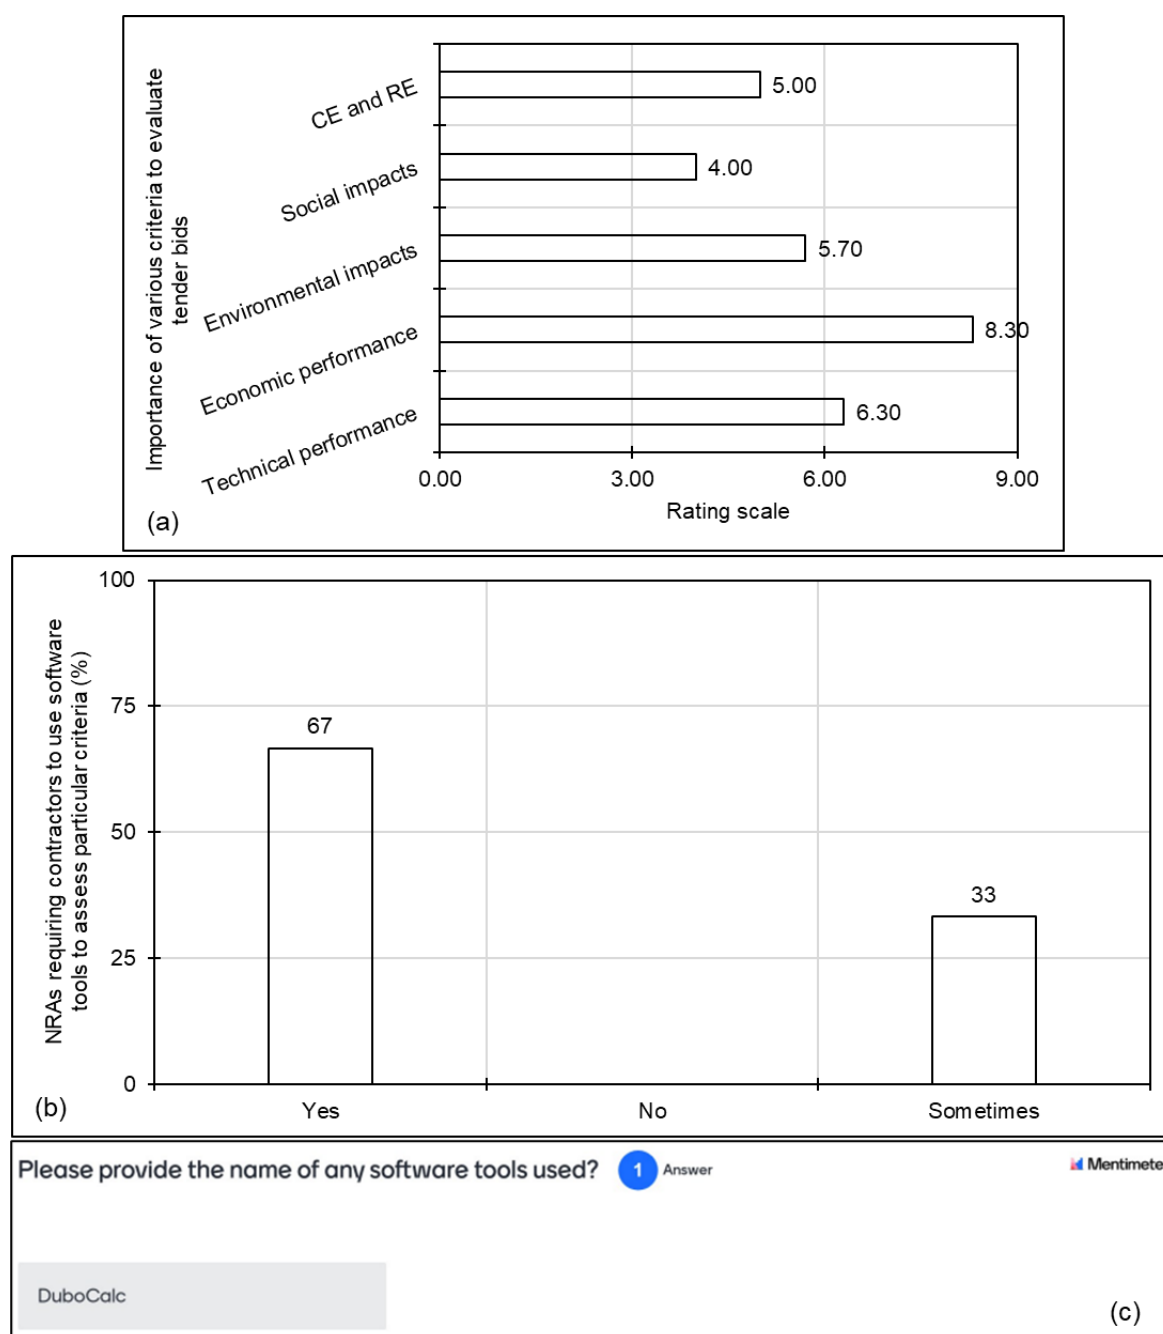 Importance of various criteria to evaluate
tender bids
CE and RE
5.00
Social impacts
4.00
Environmental impacts
5.70
Economic performance
8.30
Technical performance
6.30
0.00 3.00 6.00 9.00
Rating scale
(a)
NRAs requiring contractors to use software
tools to assess particular criteria (%)
100
75
50
25
0
67
33
Yes No Sometimes
(b)
Please provide the name of any software tools used? 1 Answer
Mentimete
DuboCalc
(c)